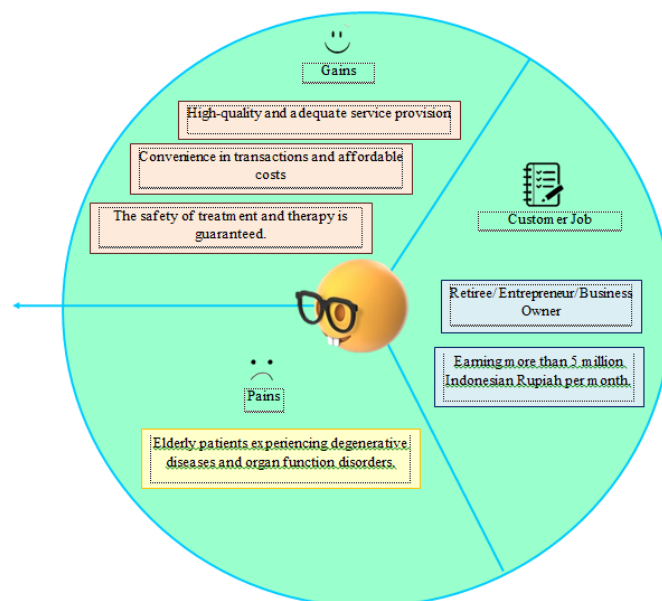 Gains
High-quality and adequate service provision
Convenience in transactions and affordable
costs
The safety of treatment and therapy is
guaranteed.
Customer Job
Retiree/Entrepreneur/Business
Owner
Earning more than 5 million
Indonesian Rupiah per month.
Pains
Elderly patients experiencing degenerative
diseases and organ function disorders.